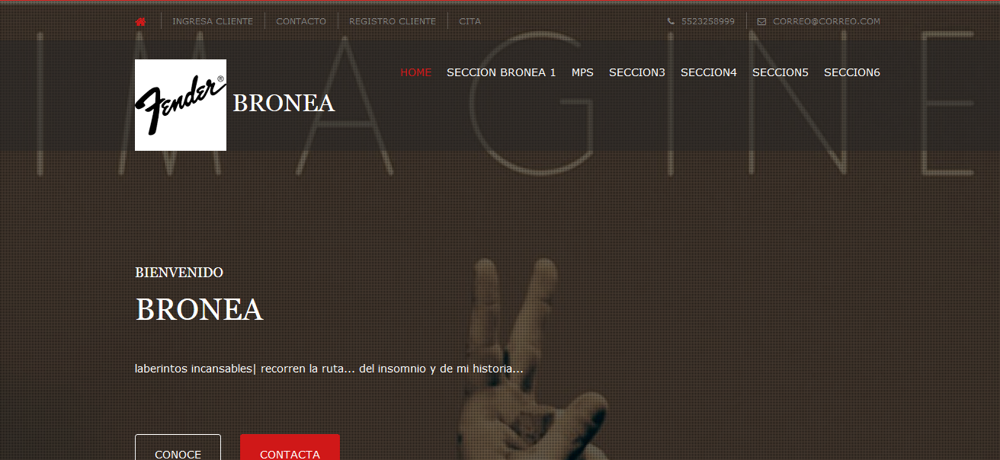 INGRESA CLIENTE CONTACTO REGISTRO CLIENTE CITA 5523258999 CORREO@CORREO.COM
IMAGINE
HOME SECCION BRONEA 1 MPS SECCION3 SECCION4 SECCION5 SECCION6
Fender® BRONEA
BIENVENIDO
BRONEA
laberintos incansables| recorren la ruta... del insomnio y de mi historia...
CONOCE CONTACTA